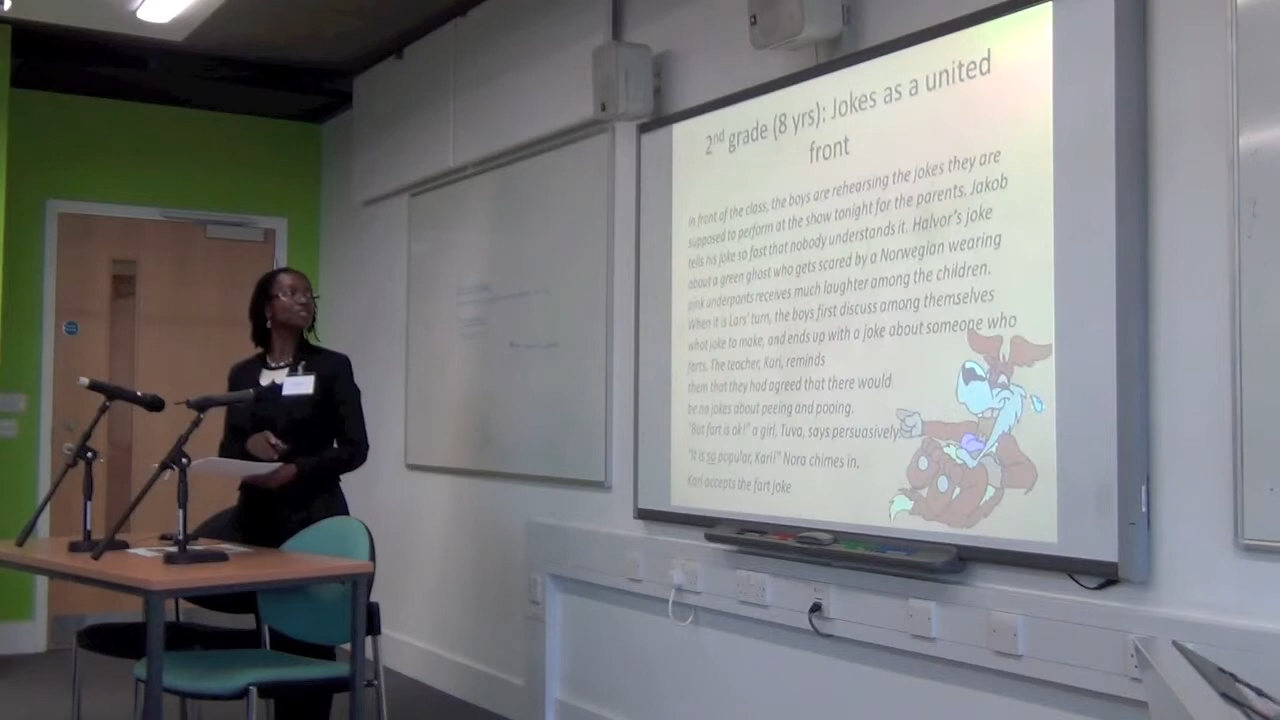 2nd grade (8 yrs): Jokes as a united
front
In front of the class, the boys are rehearsing the jokes they are
supposed to perform at the show tonight for the parents. Jakob
tells his joke so fast that nobody understands it. Halvor's joke
about a green ghost who gets scared by a Norwegian wearing
pink underpants receives much laughter among the children.
When it is Lars' turn, the boys first discuss among themselves
what joke to make, and ends up with a joke about someone who
farts. The teacher, Kari, reminds
them that they had agreed that there would
be no jokes about peeing and pooing.
"But fart is ok!" a girl, Tuva, says persuasively
"It is so popular, Kari!" Nora chimes in.
Kari accepts the fart joke